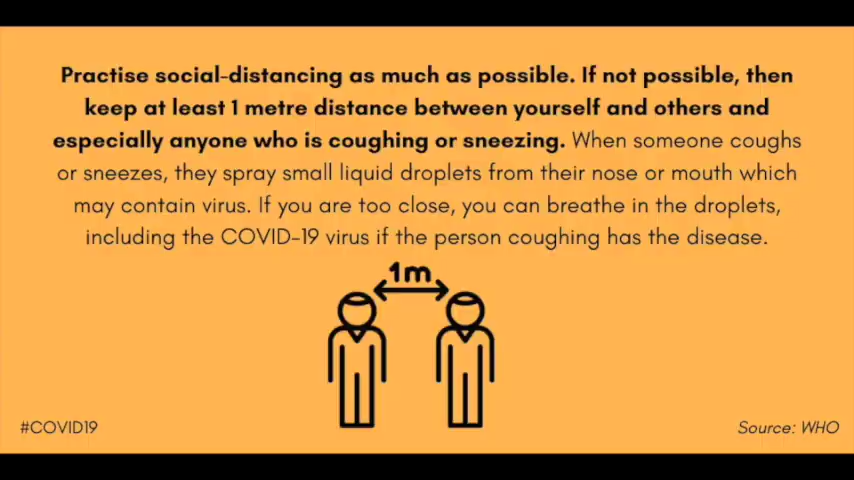 Practise social-distancing as much as possible. If not possible, then
keep at least 1 metre distance between yourself and others and
especially anyone who is coughing or sneezing. When someone coughs
or sneezes, they spray small liquid droplets from their nose or mouth which
may contain virus. If you are too close, you can breathe in the droplets,
including the COVID-19 virus if the person coughing has the disease.
1m
#COVID19
Source: WHO